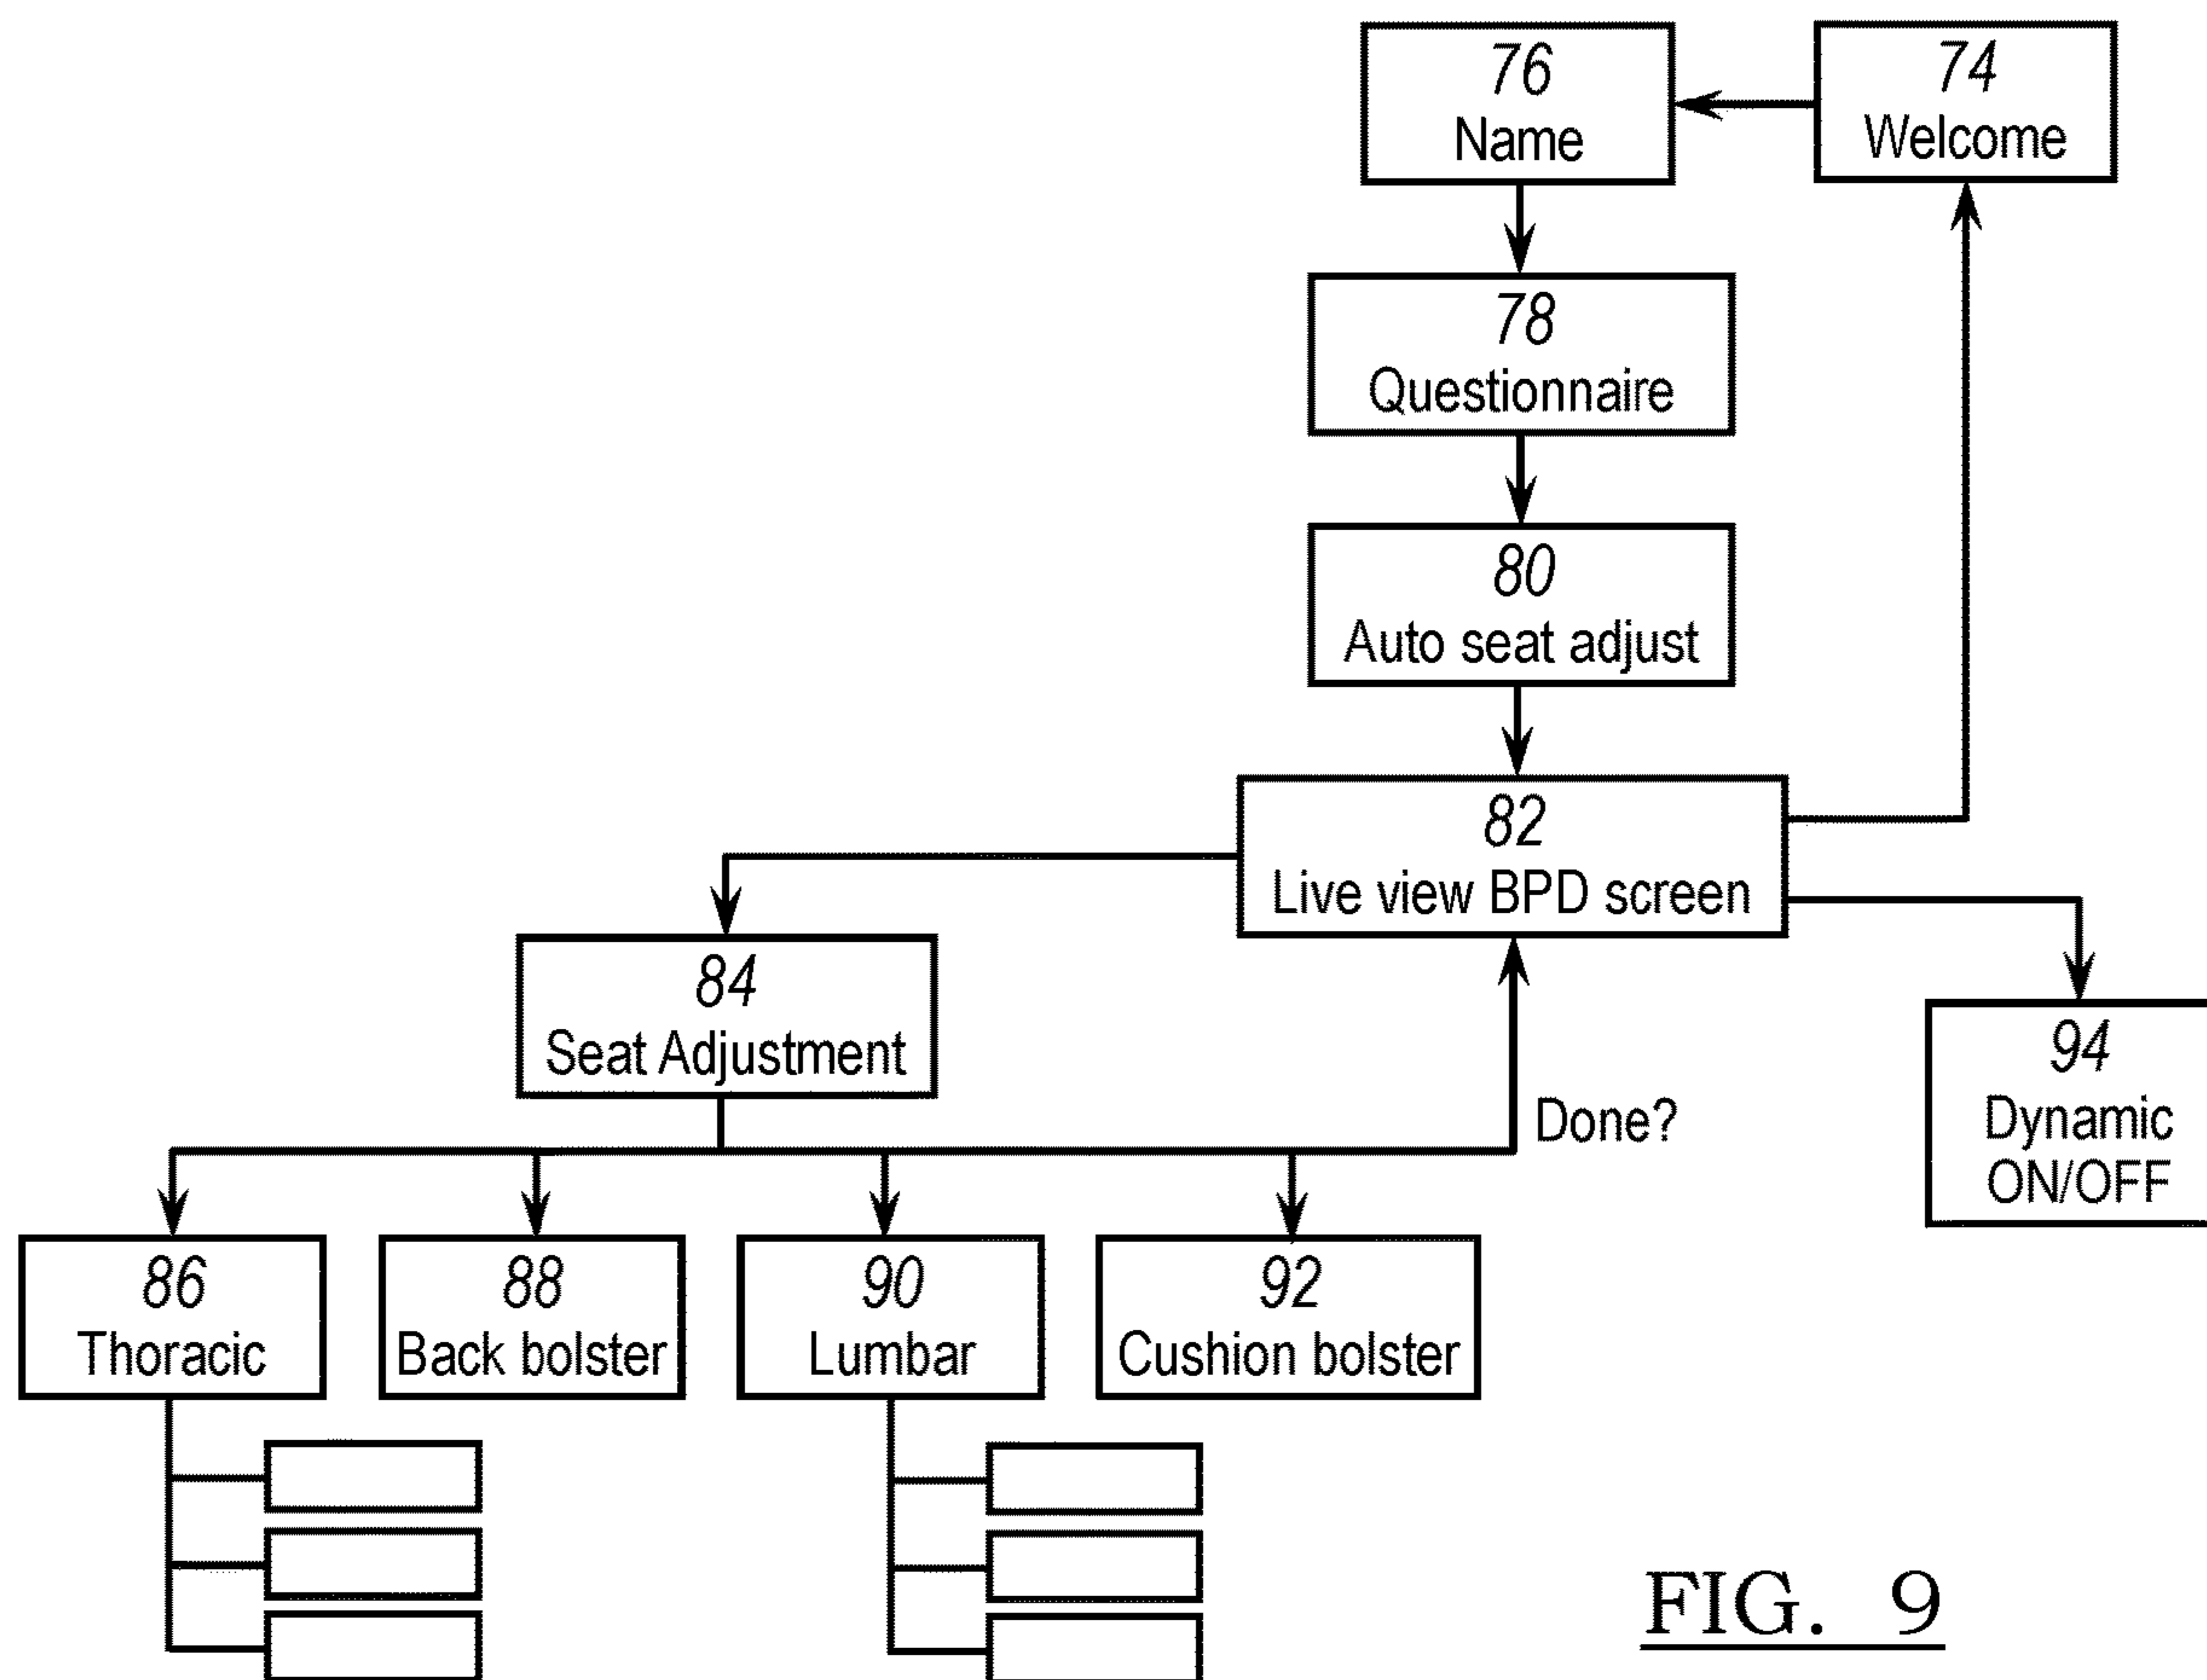 76
Name
74
Welcome
78
Questionnaire
80
Auto seat adjust
82
Live view BPD screen
84
Seat Adjustment
94
Dynamic
ON/OFF
Done?
86
Thoracic
88
Back bolster
90
Lumbar
92
Cushion bolster
FIG. 9